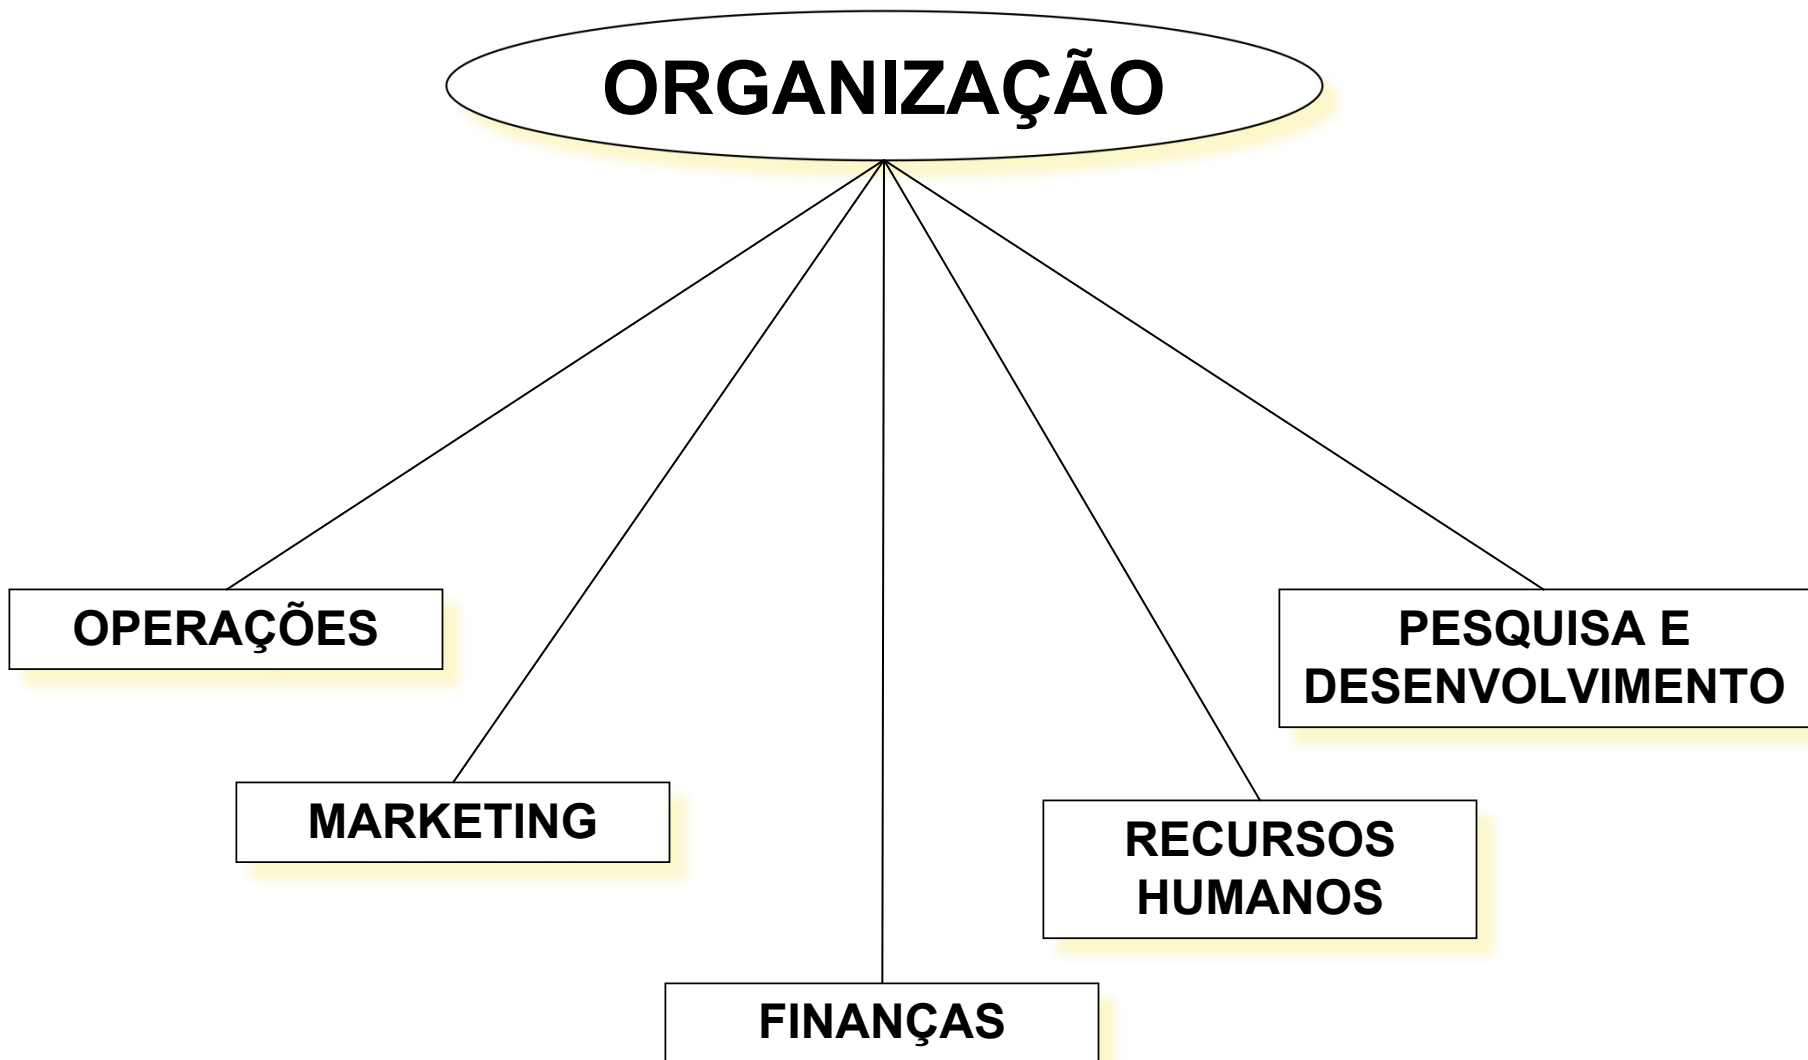 ORGANIZAÇÃO
OPERAÇÕES
PESQUISA E
DESENVOLVIMENTO
MARKETING
RECURSOS
HUMANOS
FINANÇAS